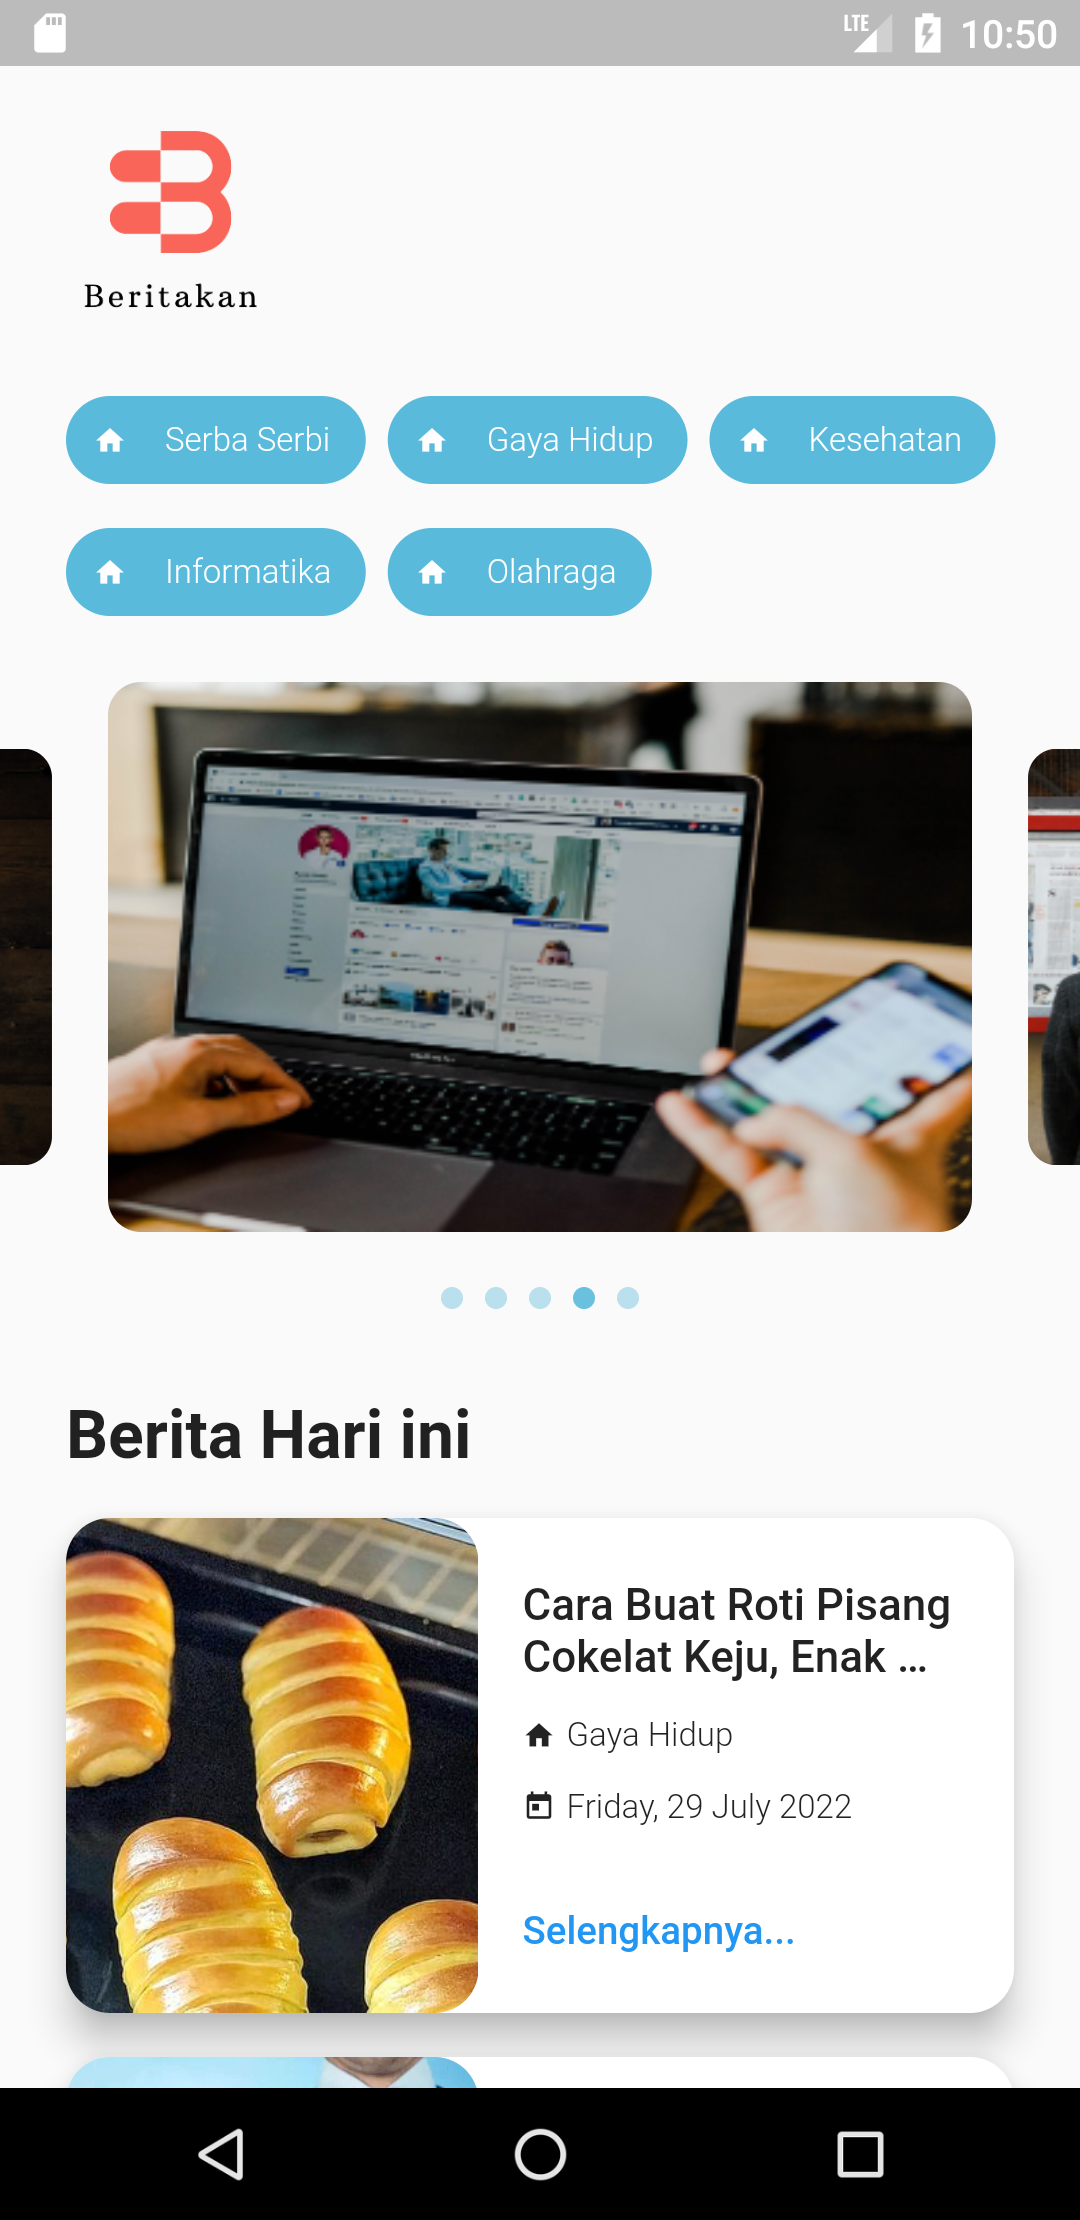 LTE 10:50
Beritakan
Serba Serbi
Gaya Hidup
Kesehatan
Informatika
Olahraga
Berita Hari ini
Cara Buat Roti Pisang
Cokelat Keju, Enak ...
Gaya Hidup
Friday, 29 July 2022
Selengkapnya...